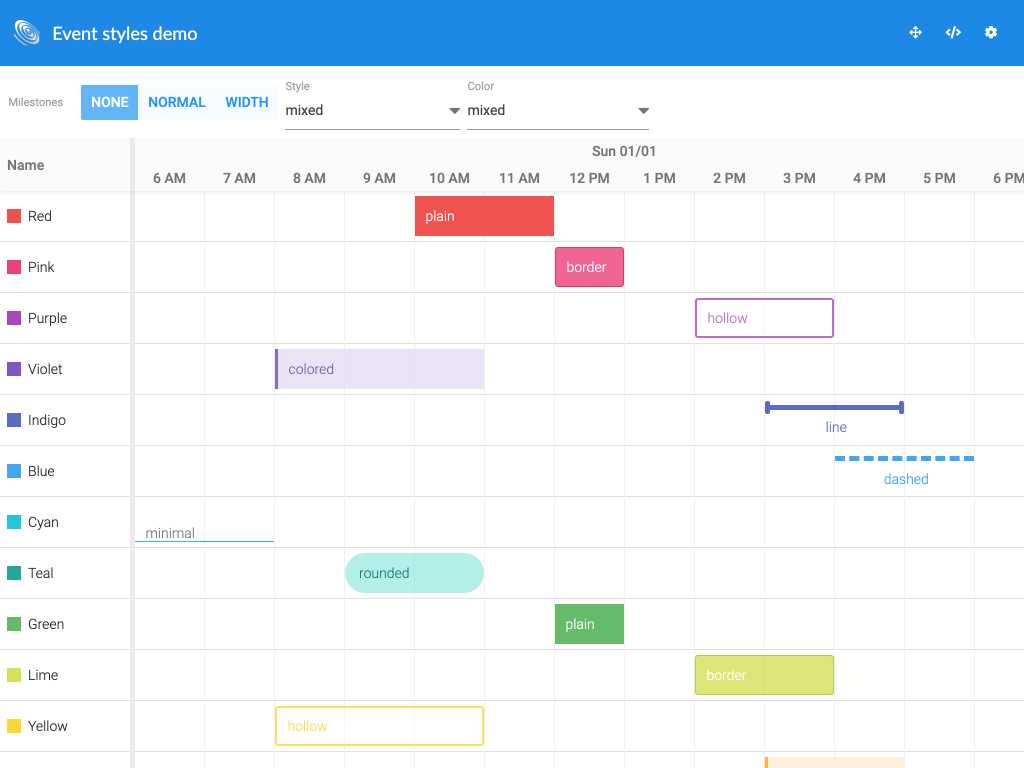 Event styles demo
Milestones NONE NORMAL WIDTH Style mixed Color mixed
Name
Sun 01/01
6 AM 7 AM 8 AM 9 AM 10 AM 11 AM 12 PM 1 PM 2 PM 3 PM 4 PM 5 PM 6 PM
Red plain
Pink border
Purple hollow
Violet colored
Indigo line
Blue dashed
Cyan minimal
Teal rounded
Green plain
Lime border
Yellow hollow